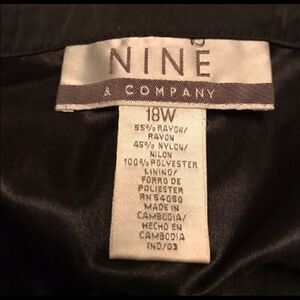 NINE
& COMPANY
18W
55% RAYON/
RAYON
45% NYLON/
NILON
100% POLYESTER
LINING/
FORRO DE
POLIESTER
RN 54050
MADE IN
CAMBODIA/
HECHO EN
CAMBODIA
IND/03